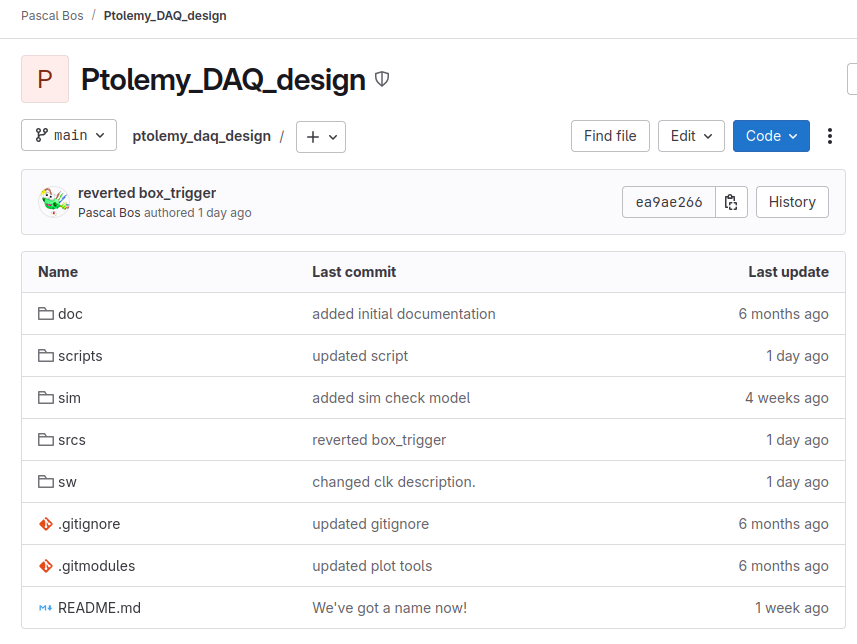 Pascal Bos / Ptolemy_DAQ_design
P Ptolemy_DAQ_design
main ptolemy_daq_design / + Find file Edit Code
reverted box_trigger
Pascal Bos authored 1 day ago
ea9ae266 History
Name Last commit Last update
doc added initial documentation 6 months ago
scripts updated script 1 day ago
sim added sim check model 4 weeks ago
srcs reverted box_trigger 1 day ago
sw changed clk description. 1 day ago
.gitignore updated gitignore 6 months ago
.gitmodules updated plot tools 6 months ago
M↓ README.md We've got a name now! 1 week ago